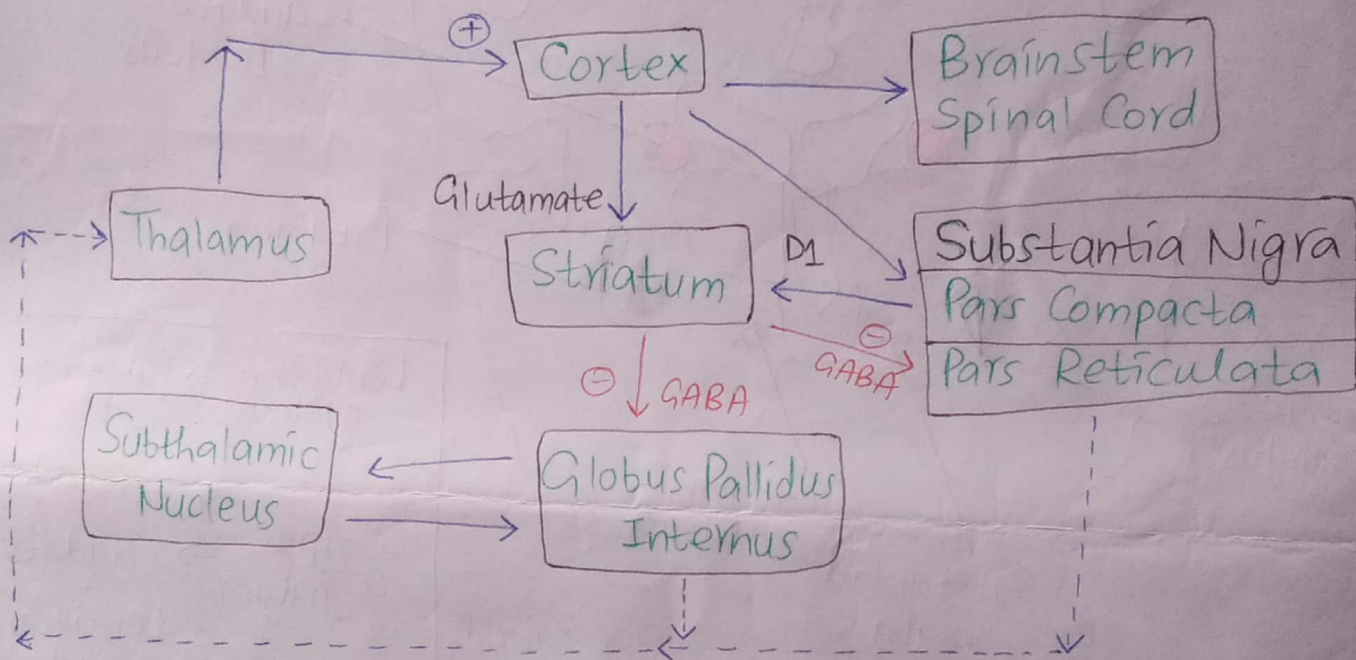 ⊕
Cortex
Brainstem
Spinal Cord
Glutamate
Thalamus
Striatum
D1
Substantia Nigra
Pars Compacta
Pars Reticulata
⊖
GABA
⊖
GABA
Subthalamic
Nucleus
Globus Pallidus
Internus